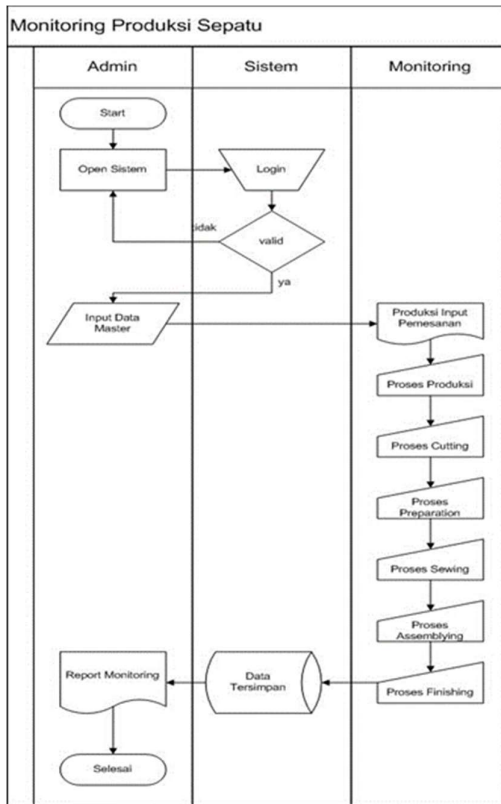 Monitoring Produksi Sepatu
Admin
Sistem
Monitoring
Start
Open Sistem
Login
tidak
valid
ya
Input Data
Master
Produksi Input
Pemesanan
Proses Produksi
Proses Cutting
Proses
Preparation
Proses Sewing
Proses
Assemblying
Proses Finishing
Data
Tersimpan
Report Monitoring
Selesai